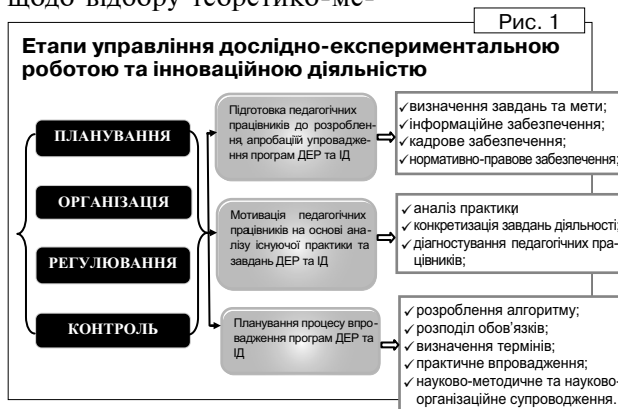 щодо відбору теоретико-ме-
Рис. 1
Етапи управління дослідно-експериментальною
роботою та інноваційною діяльністю
ПЛАНУВАННЯ
ОРГАНІЗАЦІЯ
РЕГУЛЮВАННЯ
КОНТРОЛЬ
Підготовка педагогічних
працівників до розроблен-
ня, апробації упровадже-
ння програм ДЕР та ІД
Мотивація педагогічних
працівників на основі ана-
лізу існуючої практики та
завдань ДЕР та ІД
Планування процесу впро-
вадження програм ДЕР та
ІД
✓визначення завдань та мети;
✓інформаційне забезпечення;
✓кадрове забезпечення;
✓нормативно-правове забезпечення;
✓аналіз практики;
✓конкретизація завдань діяльності;
✓діагностування педагогічних пра-
цівників;
✓розроблення алгоритму;
✓розподіл обов'язків;
✓визначення термінів;
✓практичне впровадження;
✓науково-методичне та науково-
організаційне супроводження.